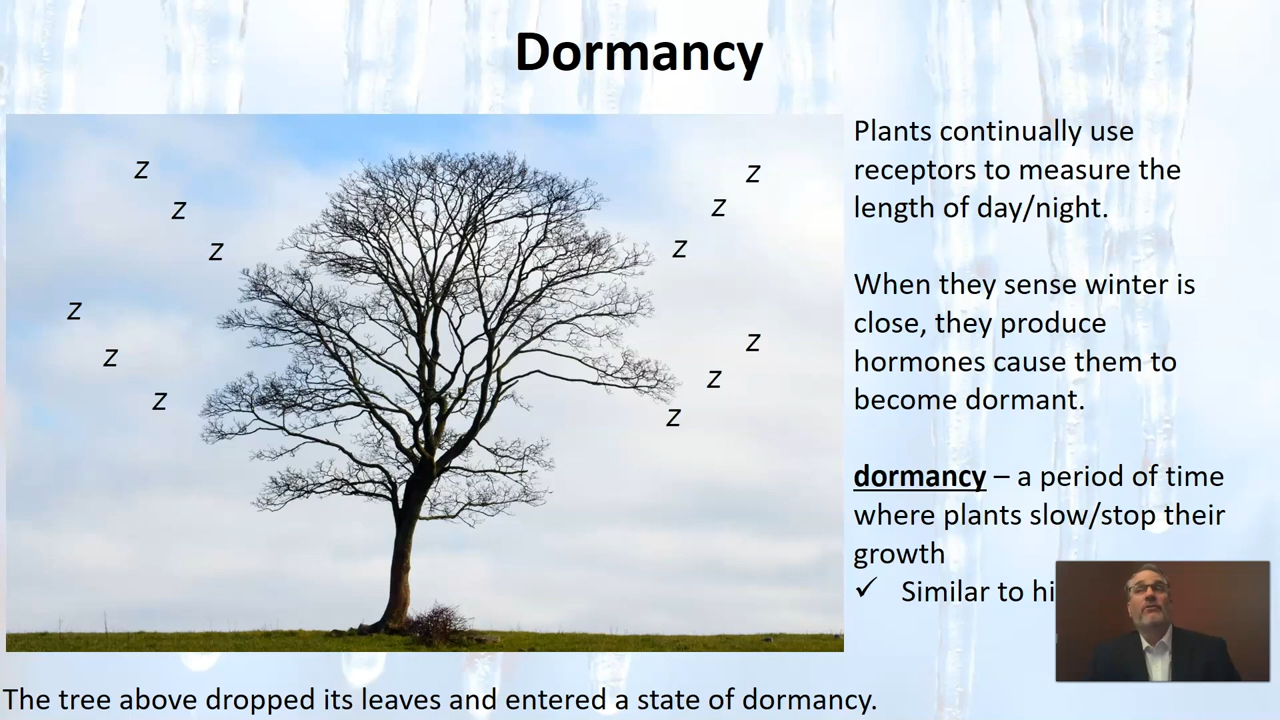 Dormancy
z
z
z
z
z
z
z
z
z
z
z
z
Plants continually use
receptors to measure the
length of day/night.
When they sense winter is
close, they produce
hormones cause them to
become dormant.
dormancy – a period of time
where plants slow/stop their
growth
✓ Similar to
The tree above dropped its leaves and entered a state of dormancy.